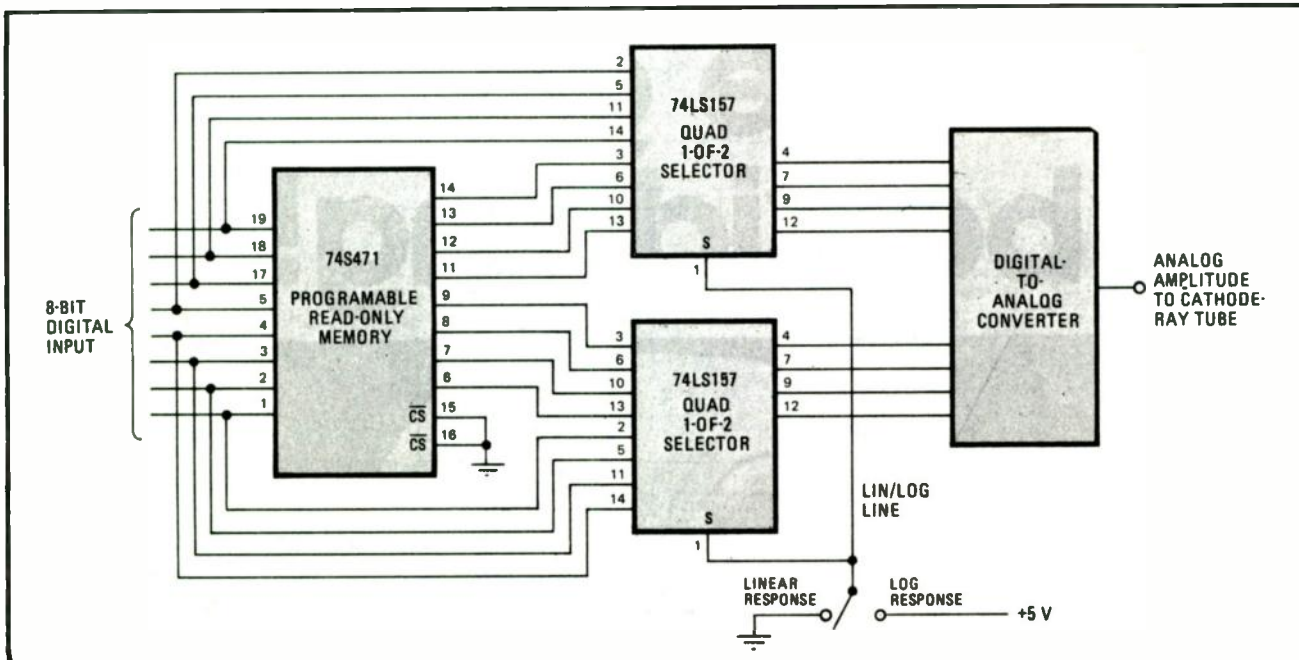 8-BIT
DIGITAL
INPUT
19
18
17
5
4
3
2
1
74S471
PROGRAMABLE
READ-ONLY
MEMORY
14
13
12
11
9
8
7
6
15
16
CS
CS
2
5
11
14
3
6
10
13
74LS157
QUAD
1-OF-2
SELECTOR
S
1
4
7
9
12
3
6
10
13
2
5
11
14
74LS157
QUAD
1-OF-2
SELECTOR
S
1
4
7
9
12
DIGITAL-
TO-
ANALOG
CONVERTER
ANALOG
AMPLITUDE
TO CATHODE-
RAY TUBE
LIN/LOG
LINE
LINEAR
RESPONSE
LOG
RESPONSE
+5 V